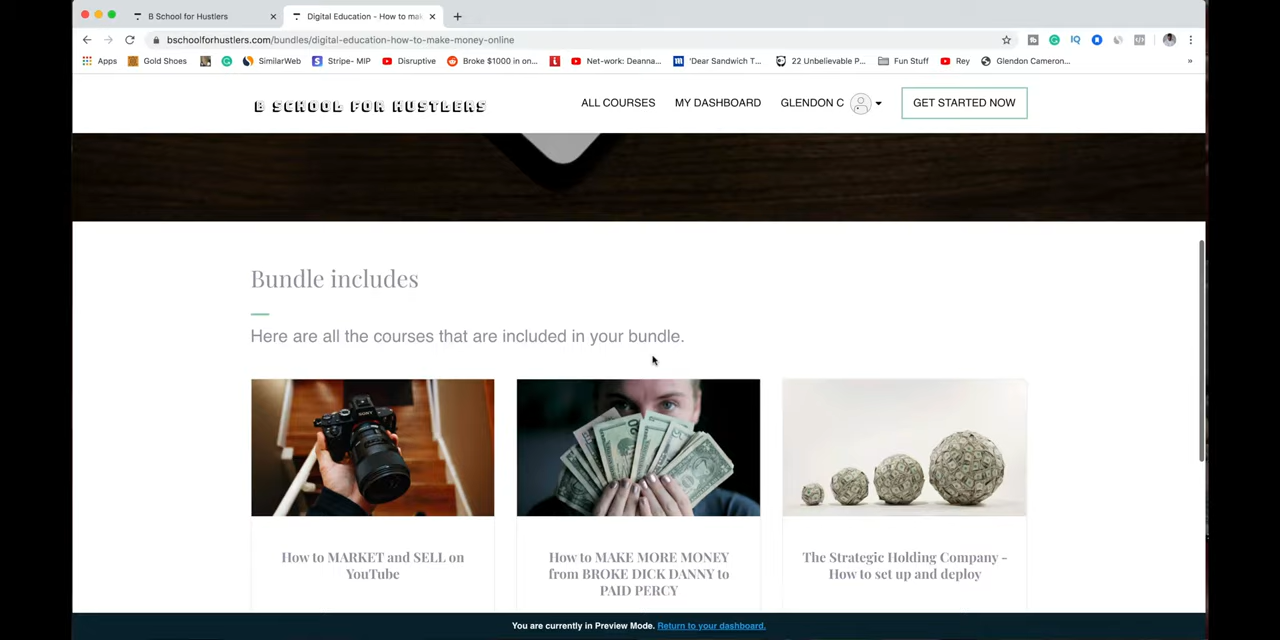 B School for Hustlers
Digital Education - How to ma
bschoolforhustlers.com/bundles/digital-education-how-to-make-money-online
Apps
Gold Shoes
SimilarWeb
Stripe- MIP
Disruptive
Broke $1000 in on...
Net-work: Deanna...
'Dear Sandwich T...
22 Unbelievable P...
Fun Stuff
Rey
Glendon Cameron...
B SCHOOL FOR HUSTLERS
ALL COURSES
MY DASHBOARD
GLENDON C
GET STARTED NOW
Bundle includes
Here are all the courses that are included in your bundle.
SONY
How to MARKET and SELL on
YouTube
How to MAKE MORE MONEY
from BROKE DICK DANNY to
PAID PERCY
The Strategic Holding Company -
How to set up and deploy
You are currently in Preview Mode. Return to your dashboard.